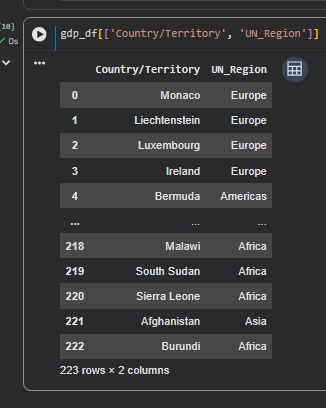 [10]
0s
gdp_df[['Country/Territory', 'UN_Region']]
...
Country/Territory UN_Region
0 Monaco Europe
1 Liechtenstein Europe
2 Luxembourg Europe
3 Ireland Europe
4 Bermuda Americas
... ... ...
218 Malawi Africa
219 South Sudan Africa
220 Sierra Leone Africa
221 Afghanistan Asia
222 Burundi Africa
223 rows × 2 columns